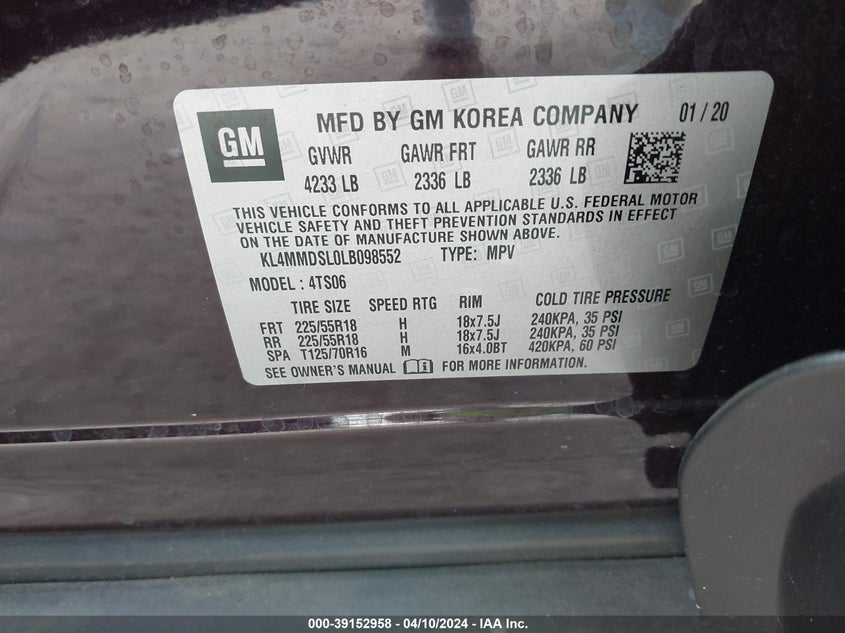 GM
MFD BY GM KOREA COMPANY 01 / 20
GVWR GAWR FRT GAWR RR
4233 LB 2336 LB 2336 LB
THIS VEHICLE CONFORMS TO ALL APPLICABLE U.S. FEDERAL MOTOR
VEHICLE SAFETY AND THEFT PREVENTION STANDARDS IN EFFECT
ON THE DATE OF MANUFACTURE SHOWN ABOVE.
KL4MMDSL0LB098552 TYPE: MPV
MODEL : 4TS06
TIRE SIZE SPEED RTG RIM COLD TIRE PRESSURE
FRT 225/55R18 H 18x7.5J 240KPA, 35 PSI
RR 225/55R18 H 18x7.5J 240KPA, 35 PSI
SPA T125/70R16 M 16x4.0BT 420KPA, 60 PSI
SEE OWNER'S MANUAL FOR MORE INFORMATION.
000-39152958 - 04/10/2024 - IAA Inc.